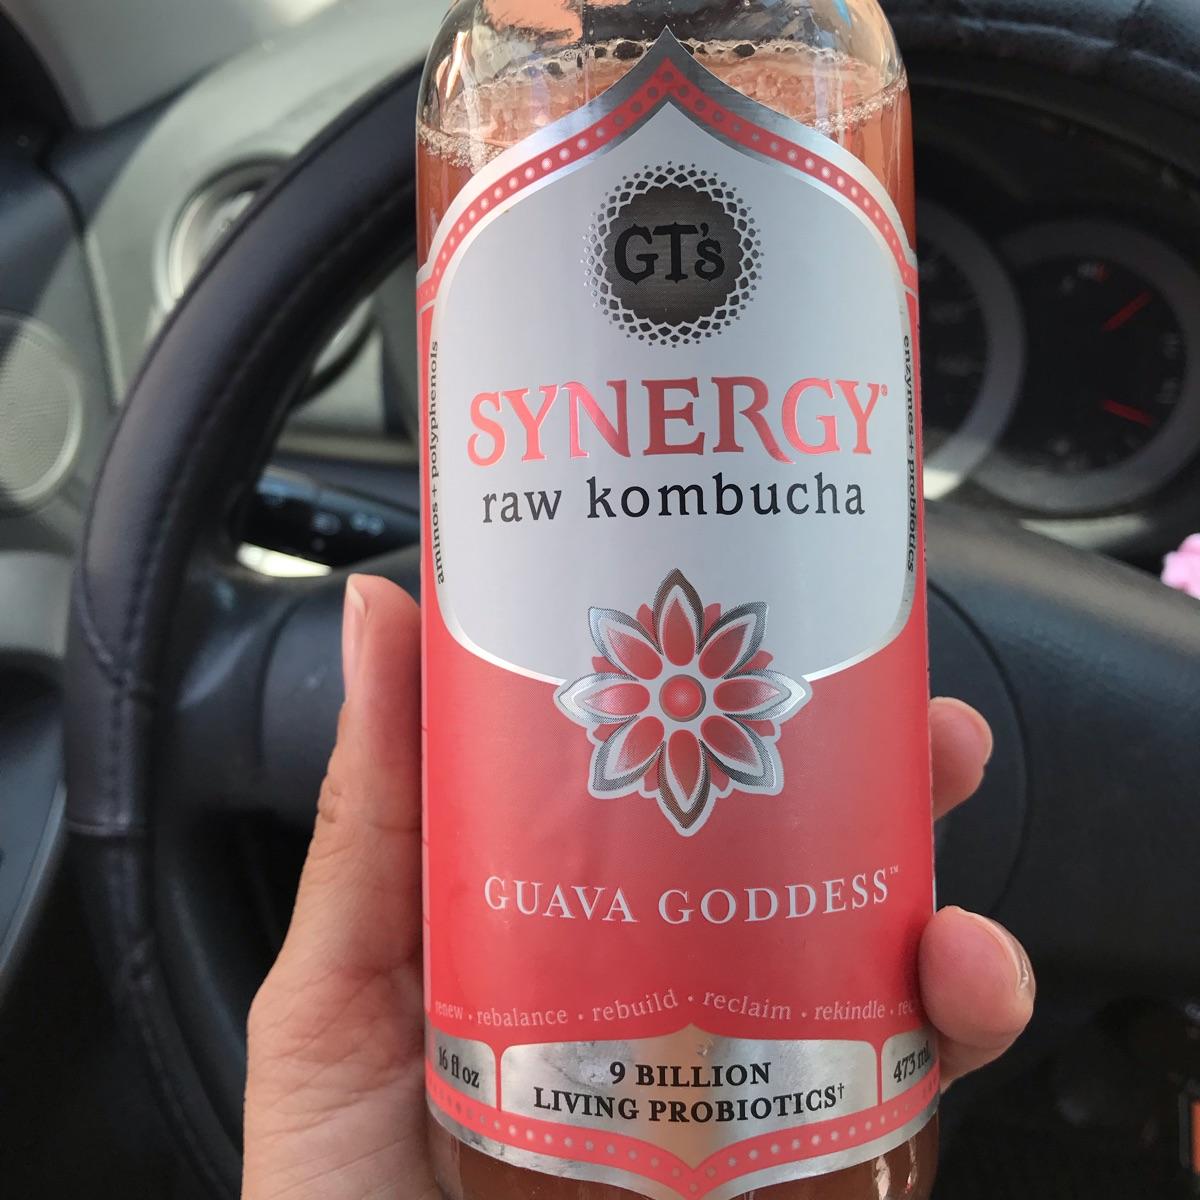 GT's
SYNERGY®
raw kombucha
aminos + polyphenols
enzymes + probiotics
GUAVA GODDESS™
renew · rebalance · rebuild · reclaim · rekindle ·
16 fl oz
9 BILLION
LIVING PROBIOTICS†
473 mL